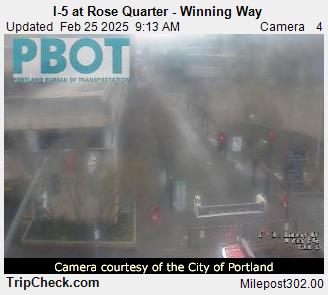 I-5 at Rose Quarter - Winning Way
Updated Feb 25 2025 9:13 AM Camera 4
PBOT
PORTLAND BUREAU OF TRANSPORTATION
Camera courtesy of the City of Portland
TripCheck.com Milepost302.00